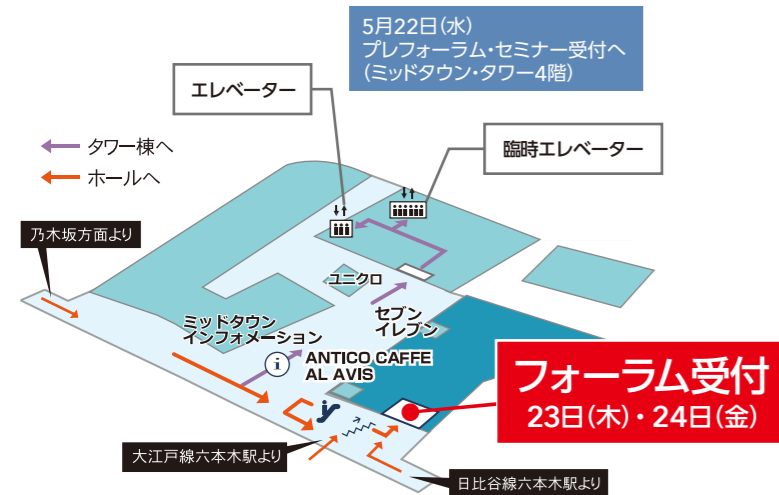 5月22日(水)
プレフォーラム・セミナー受付へ
(ミッドタウン・タワー4階)
エレベーター
臨時エレベーター
タワー棟へ
ホールへ
乃木坂方面より
ユニクロ
セブン
イレブン
ミッドタウン
インフォメーション
i
ANTICO CAFFE
AL AVIS
フォーラム受付
23日(木)・24日(金)
大江戸線六本木駅より
日比谷線六本木駅より